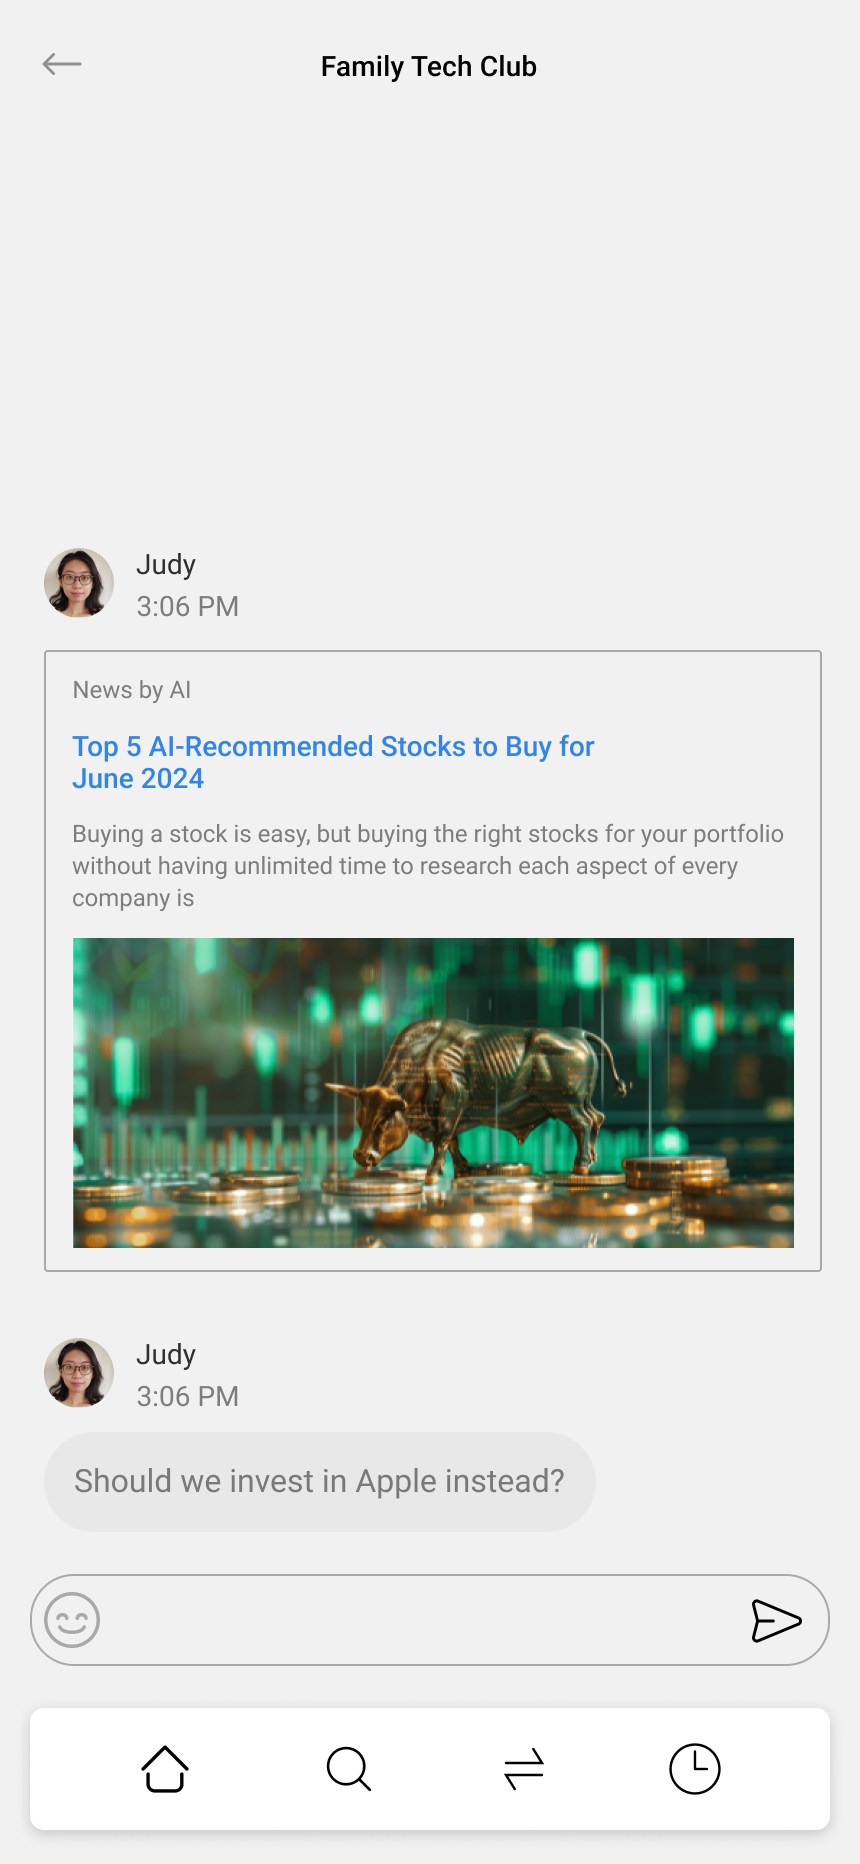 Family Tech Club
Judy
3:06 PM
News by AI
Top 5 AI-Recommended Stocks to Buy for
June 2024
Buying a stock is easy, but buying the right stocks for your portfolio
without having unlimited time to research each aspect of every
company is
Judy
3:06 PM
Should we invest in Apple instead?